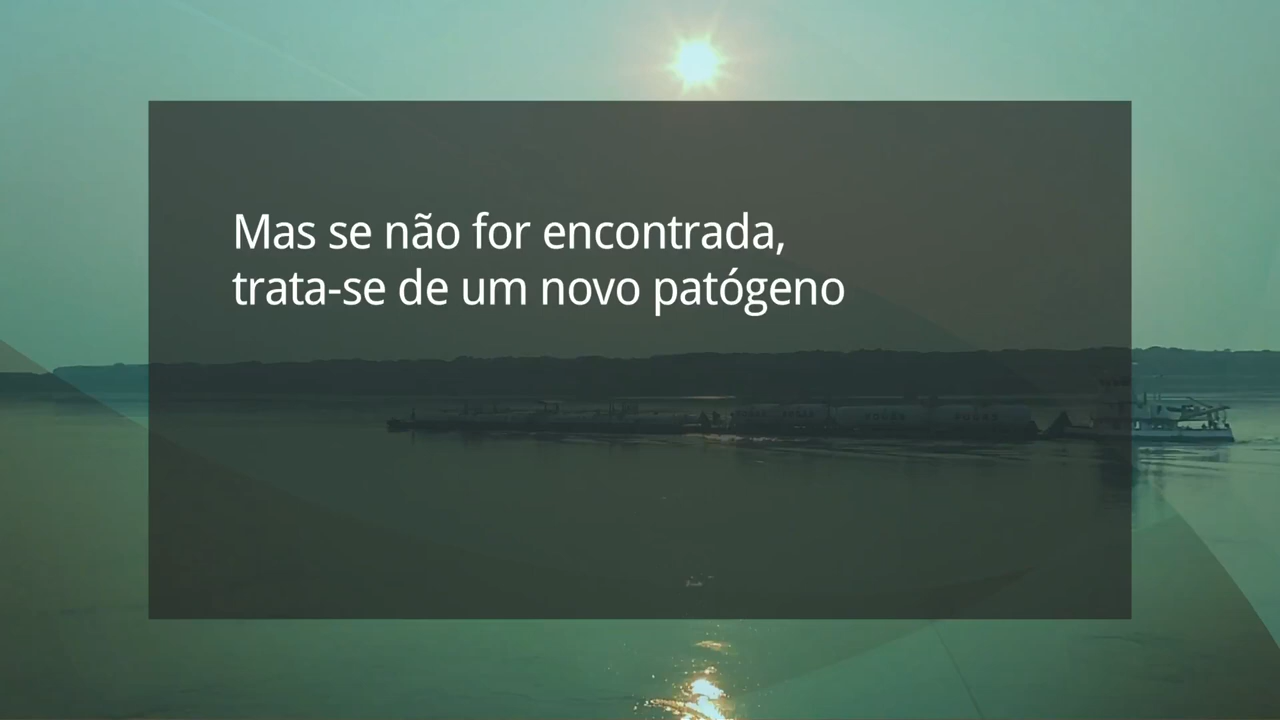 Mas se não for encontrada,
trata-se de um novo patógeno